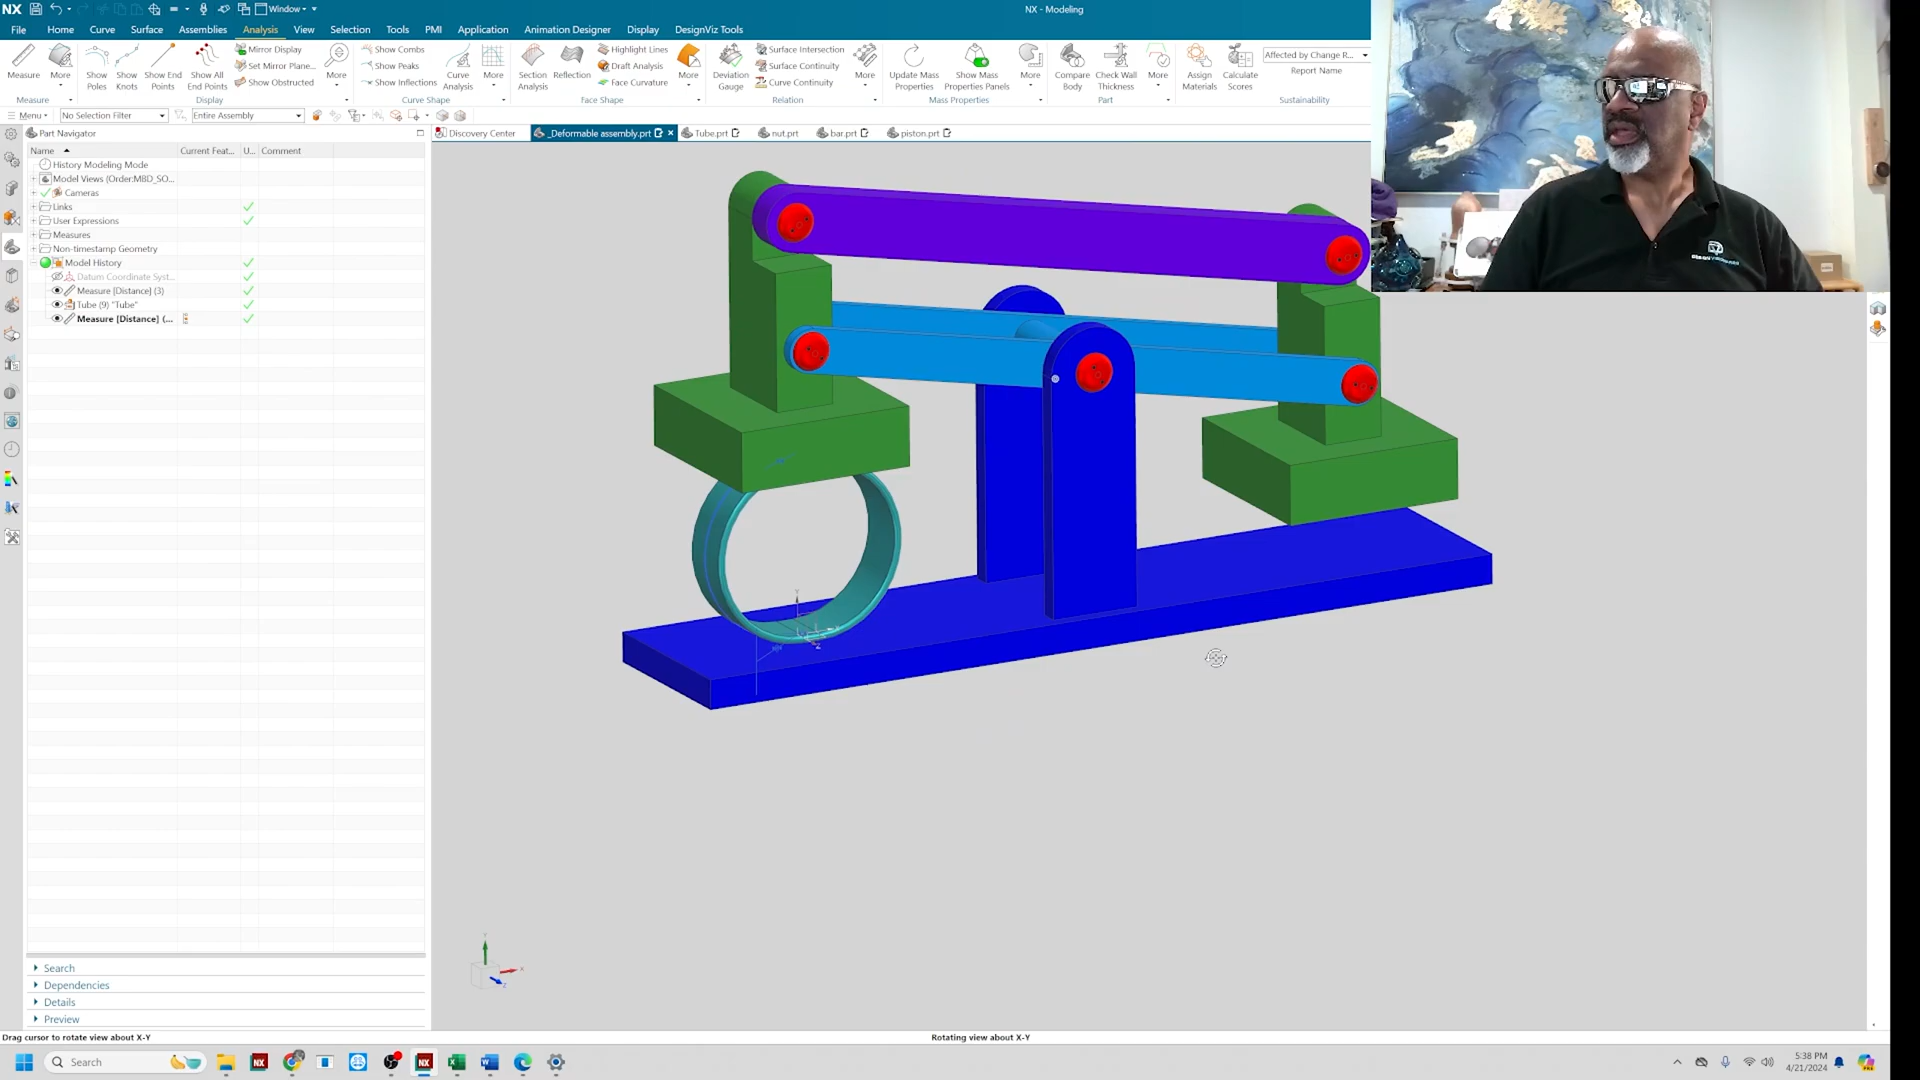 NX
Window
NX - Modeling
File Home Curve Surface Assemblies Analysis View Selection Tools PMI Application Animation Designer Display DesignViz Tools
Measure
More
Measure
Show Poles
Show Knots
Show End Points
Show All End Points
Mirror Display
Set Mirror Plane...
Show Obstructed
More
Display
Show Combs
Show Peaks
Show Inflections
Curve Analysis
More
Curve Shape
Section Analysis
Reflection
Highlight Lines
Draft Analysis
Face Curvature
More
Face Shape
Deviation Gauge
Surface Intersection
Surface Continuity
Curve Continuity
More
Relation
Update Mass Properties
Show Mass Properties Panels
More
Mass Properties
Compare Body
Check Wall Thickness
More
Part
Assign Materials
Calculate Scores
Affected by Change R...
Report Name
Sustainability
Menu
No Selection Filter
Entire Assembly
Part Navigator
Discovery Center
_Deformable assembly.prt
Tube.prt
nut.prt
bar.prt
piston.prt
Name Current Feat... U... Comment
History Modeling Mode
Model Views (Order:MBD_SO...
Cameras
Links
User Expressions
Measures
Non-timestamp Geometry
Model History
Datum Coordinate Syst...
Measure [Distance] (3)
Tube (9) "Tube"
Measure [Distance] (...
Search
Dependencies
Details
Preview
Y
X
Z
Drag cursor to rotate view about X-Y
Rotating view about X-Y
Search
5:38 PM
4/21/2024